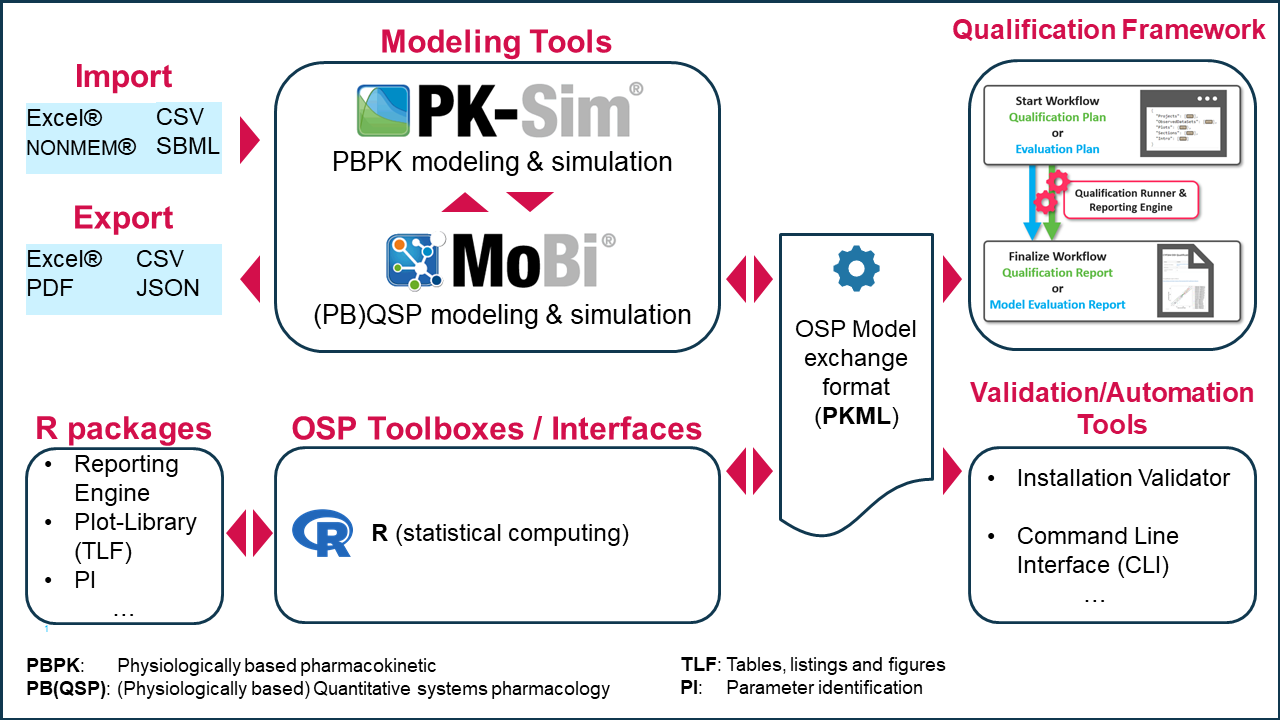 Modeling Tools
Qualification Framework
Import
Excel® CSV
NONMEM® SBML
Export
Excel® CSV
PDF JSON
PK-Sim®
PBPK modeling & simulation
MoBi®
(PB)QSP modeling & simulation
OSP Model
exchange
format
(PKML)
Start Workflow
Qualification Plan
or
Evaluation Plan
Qualification Runner &
Reporting Engine
Finalize Workflow
Qualification Report
or
Model Evaluation Report
R packages
• Reporting
Engine
• Plot-Library
(TLF)
• PI
…
OSP Toolboxes / Interfaces
R (statistical computing)
Validation/Automation
Tools
• Installation Validator
• Command Line
Interface (CLI)
…
PBPK: Physiologically based pharmacokinetic
PB(QSP): (Physiologically based) Quantitative systems pharmacology
TLF: Tables, listings and figures
PI: Parameter identification